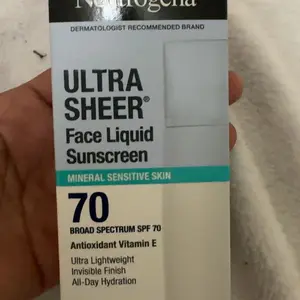 Neutrogena
DERMATOLOGIST RECOMMENDED BRAND
ULTRA
SHEER®
Face Liquid
Sunscreen
MINERAL SENSITIVE SKIN
70
BROAD SPECTRUM SPF 70
Antioxidant Vitamin E
Ultra Lightweight
Invisible Finish
All-Day Hydration